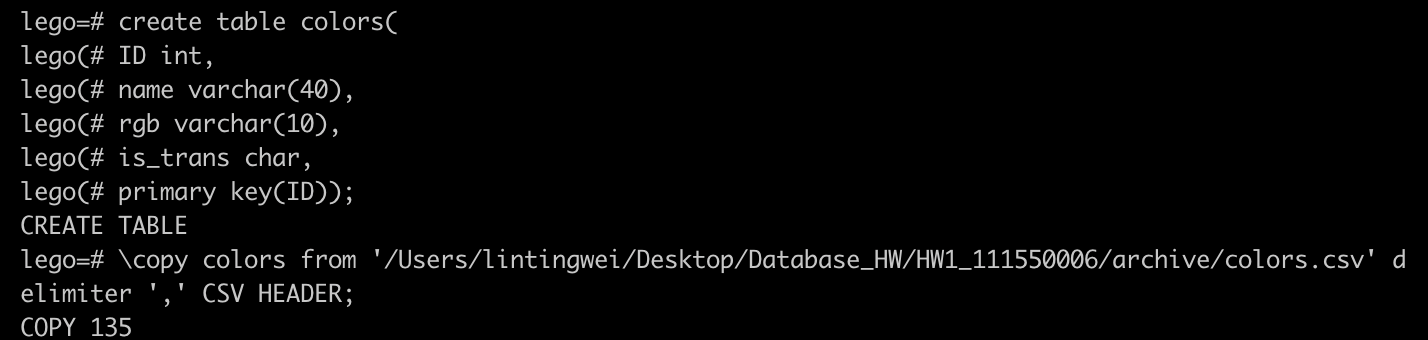 lego=# create table colors(
lego(# ID int,
lego(# name varchar(40),
lego(# rgb varchar(10),
lego(# is_trans char,
lego(# primary key(ID));
CREATE TABLE
lego=# \copy colors from '/Users/lintingwei/Desktop/Database_HW/HW1_111550006/archive/colors.csv' d
elimiter ',' CSV HEADER;
COPY 135